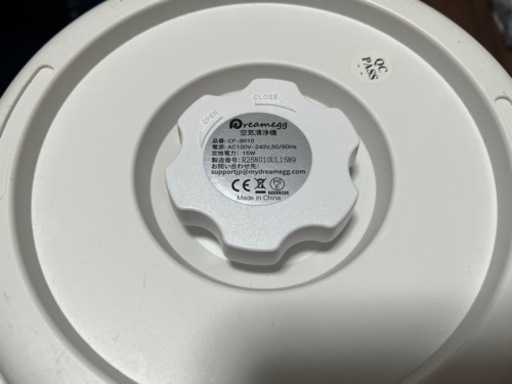 CLOSE
OPEN
Dreamegg
空気清浄機
品番: CF-8010
電源: AC100V-240V,50/60Hz
定格電力: 15W
製造番号:R258010UL1589
お問い合わせ先:
supportjp@mydreamegg.com
CE
Made in China
QC
PASS